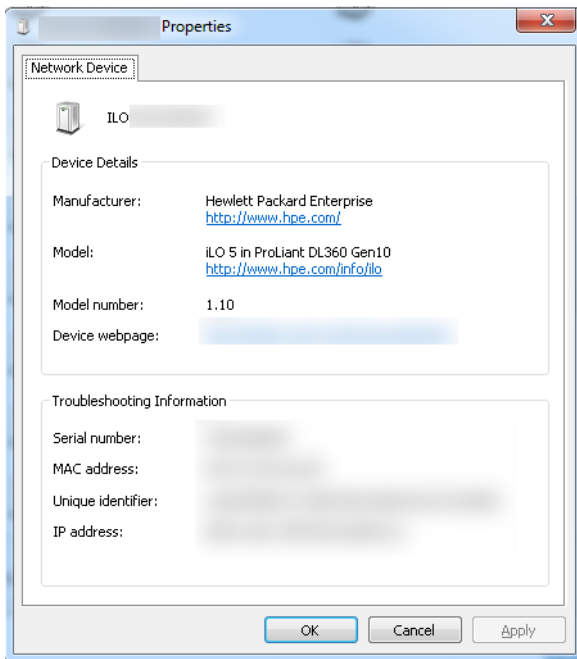 Properties
Network Device
ILO
Device Details
Manufacturer: Hewlett Packard Enterprise
http://www.hpe.com/
Model: iLO 5 in ProLiant DL360 Gen10
http://www.hpe.com/info/ilo
Model number: 1.10
Device webpage:
Troubleshooting Information
Serial number:
MAC address:
Unique identifier:
IP address:
OK Cancel Apply